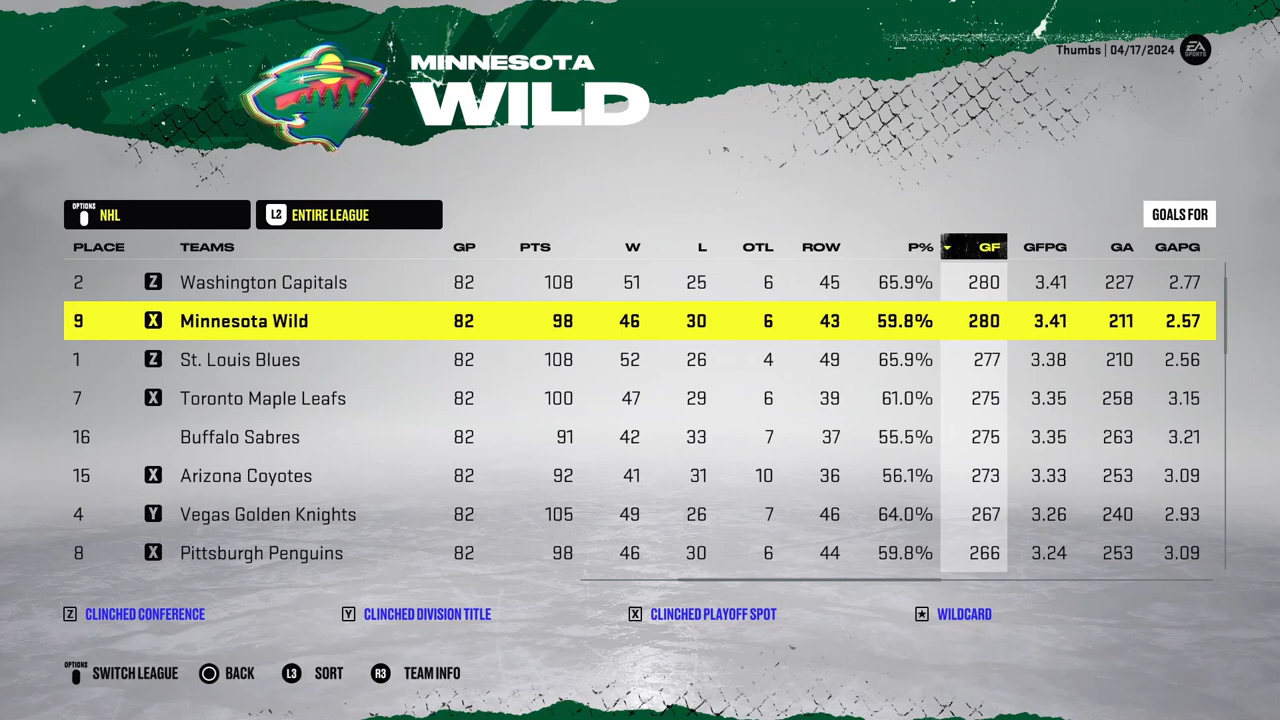 MINNESOTA
WILD
Thumbs | 04/17/2024
EA SPORTS
OPTIONS NHL L2 ENTIRE LEAGUE GOALS FOR
PLACE TEAMS GP PTS W L OTL ROW P% GF GFPG GA GAPG
2 Z Washington Capitals 82 108 51 25 6 45 65.9% 280 3.41 227 2.77
9 X Minnesota Wild 82 98 46 30 6 43 59.8% 280 3.41 211 2.57
1 Z St. Louis Blues 82 108 52 26 4 49 65.9% 277 3.38 210 2.56
7 X Toronto Maple Leafs 82 100 47 29 6 39 61.0% 275 3.35 258 3.15
16 Buffalo Sabres 82 91 42 33 7 37 55.5% 275 3.35 263 3.21
15 X Arizona Coyotes 82 92 41 31 10 36 56.1% 273 3.33 253 3.09
4 Y Vegas Golden Knights 82 105 49 26 7 46 64.0% 267 3.26 240 2.93
8 X Pittsburgh Penguins 82 98 46 30 6 44 59.8% 266 3.24 253 3.09
Z CLINCHED CONFERENCE Y CLINCHED DIVISION TITLE X CLINCHED PLAYOFF SPOT ★ WILDCARD
OPTIONS SWITCH LEAGUE BACK L3 SORT R3 TEAM INFO